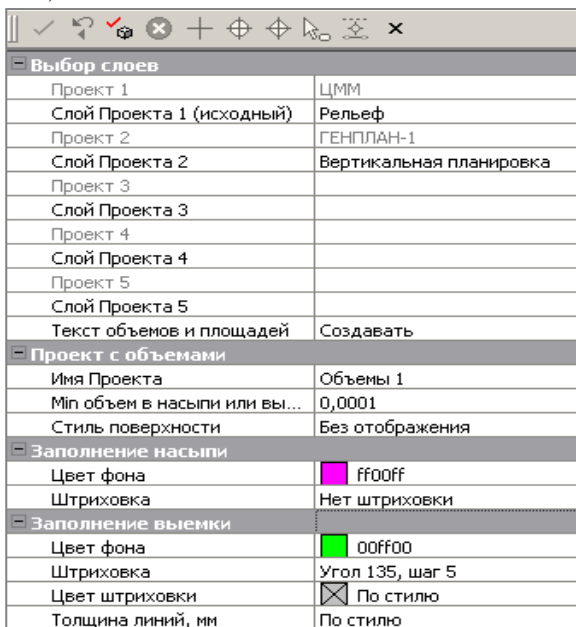 Выбор слоев
Проект 1 ЦММ
Слой Проекта 1 (исходный) Рельеф
Проект 2 ГЕНПЛАН-1
Слой Проекта 2 Вертикальная планировка
Проект 3
Слой Проекта 3
Проект 4
Слой Проекта 4
Проект 5
Слой Проекта 5
Текст объемов и площадей Создавать
Проект с объемами
Имя Проекта Объемы 1
Min объем в насыпи или вы... 0,0001
Стиль поверхности Без отображения
Заполнение насыпи
Цвет фона ff00ff
Штриховка Нет штриховки
Заполнение выемки
Цвет фона 00ff00
Штриховка Угол 135, шаг 5
Цвет штриховки По стилю
Толщина линий, мм По стилю